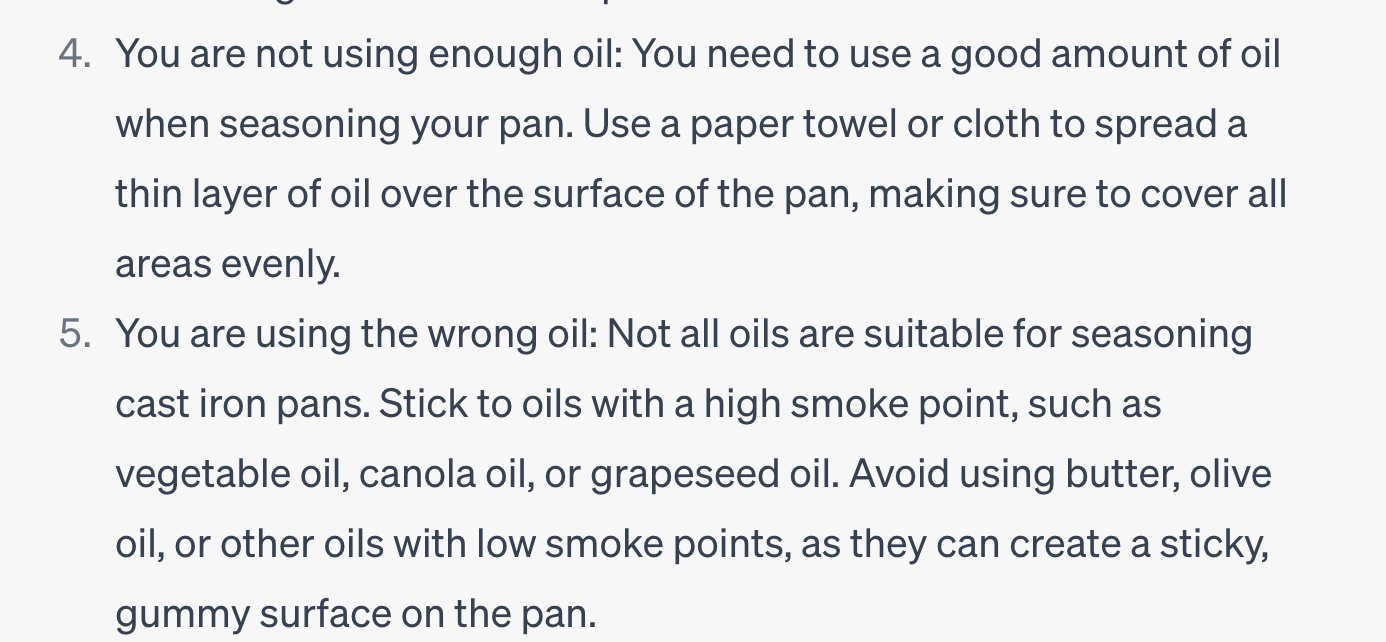 4. You are not using enough oil: You need to use a good amount of oil
when seasoning your pan. Use a paper towel or cloth to spread a
thin layer of oil over the surface of the pan, making sure to cover all
areas evenly.
5. You are using the wrong oil: Not all oils are suitable for seasoning
cast iron pans. Stick to oils with a high smoke point, such as
vegetable oil, canola oil, or grapeseed oil. Avoid using butter, olive
oil, or other oils with low smoke points, as they can create a sticky,
gummy surface on the pan.